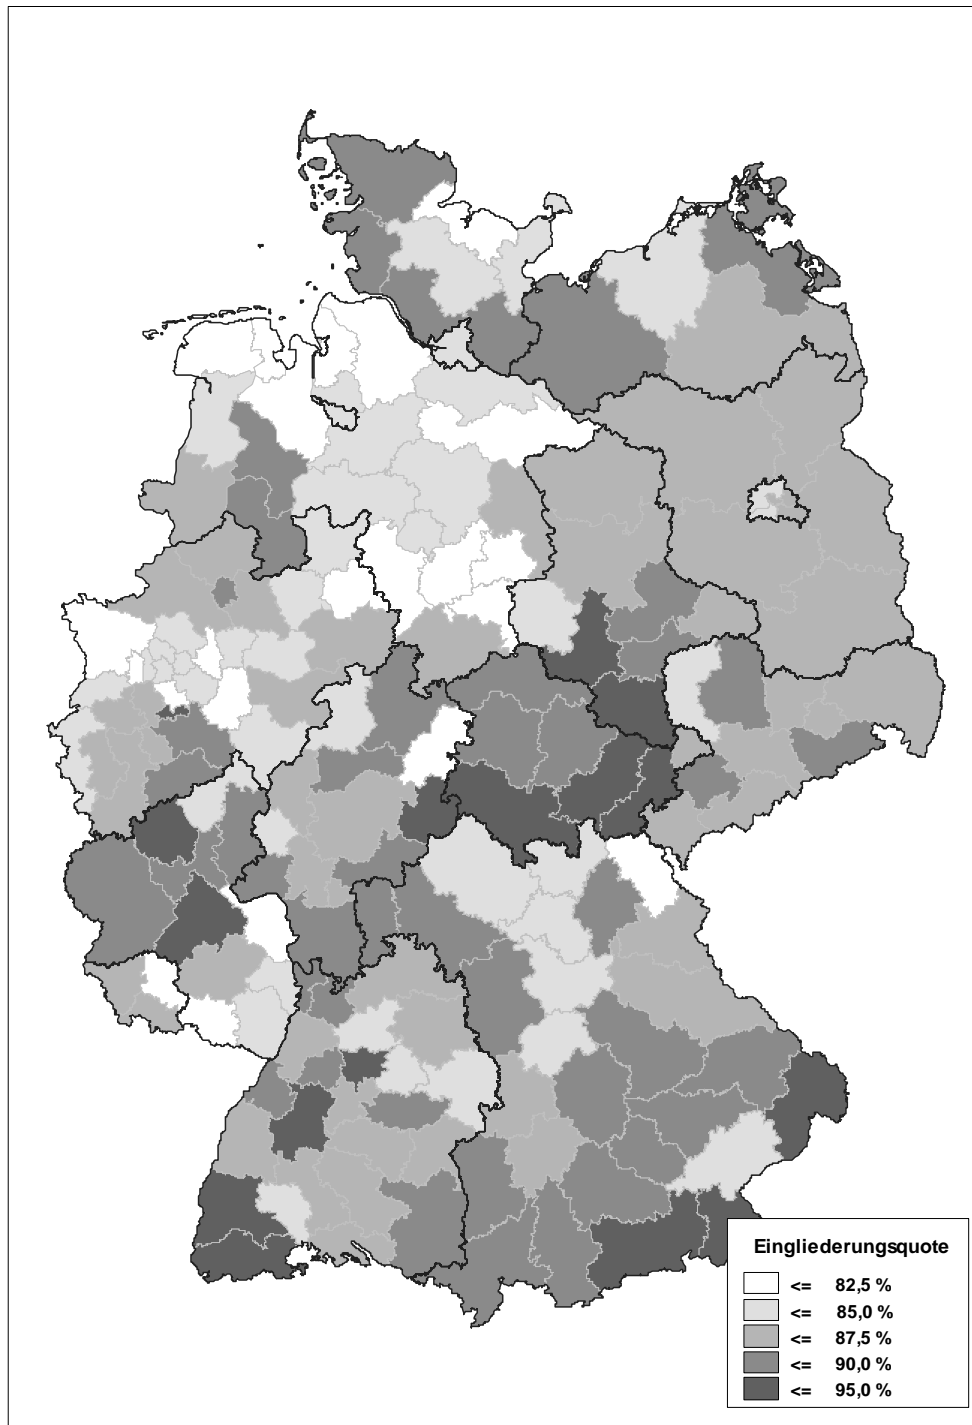 Eingliederungsquote
<= 82,5 %
<= 85,0 %
<= 87,5 %
<= 90,0 %
<= 95,0 %